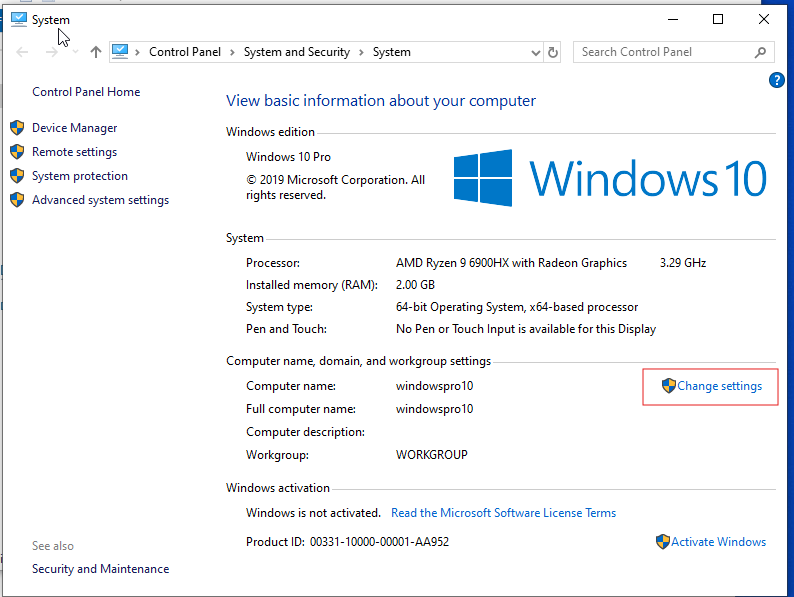 System
Control Panel > System and Security > System
Search Control Panel
?
Control Panel Home
Device Manager
Remote settings
System protection
Advanced system settings
See also
Security and Maintenance
View basic information about your computer
Windows edition
Windows 10 Pro
© 2019 Microsoft Corporation. All
rights reserved.
Windows 10
System
Processor: AMD Ryzen 9 6900HX with Radeon Graphics 3.29 GHz
Installed memory (RAM): 2.00 GB
System type: 64-bit Operating System, x64-based processor
Pen and Touch: No Pen or Touch Input is available for this Display
Computer name, domain, and workgroup settings
Computer name: windowspro10
Change settings
Full computer name: windowspro10
Computer description:
Workgroup: WORKGROUP
Windows activation
Windows is not activated. Read the Microsoft Software License Terms
Product ID: 00331-10000-00001-AA952
Activate Windows